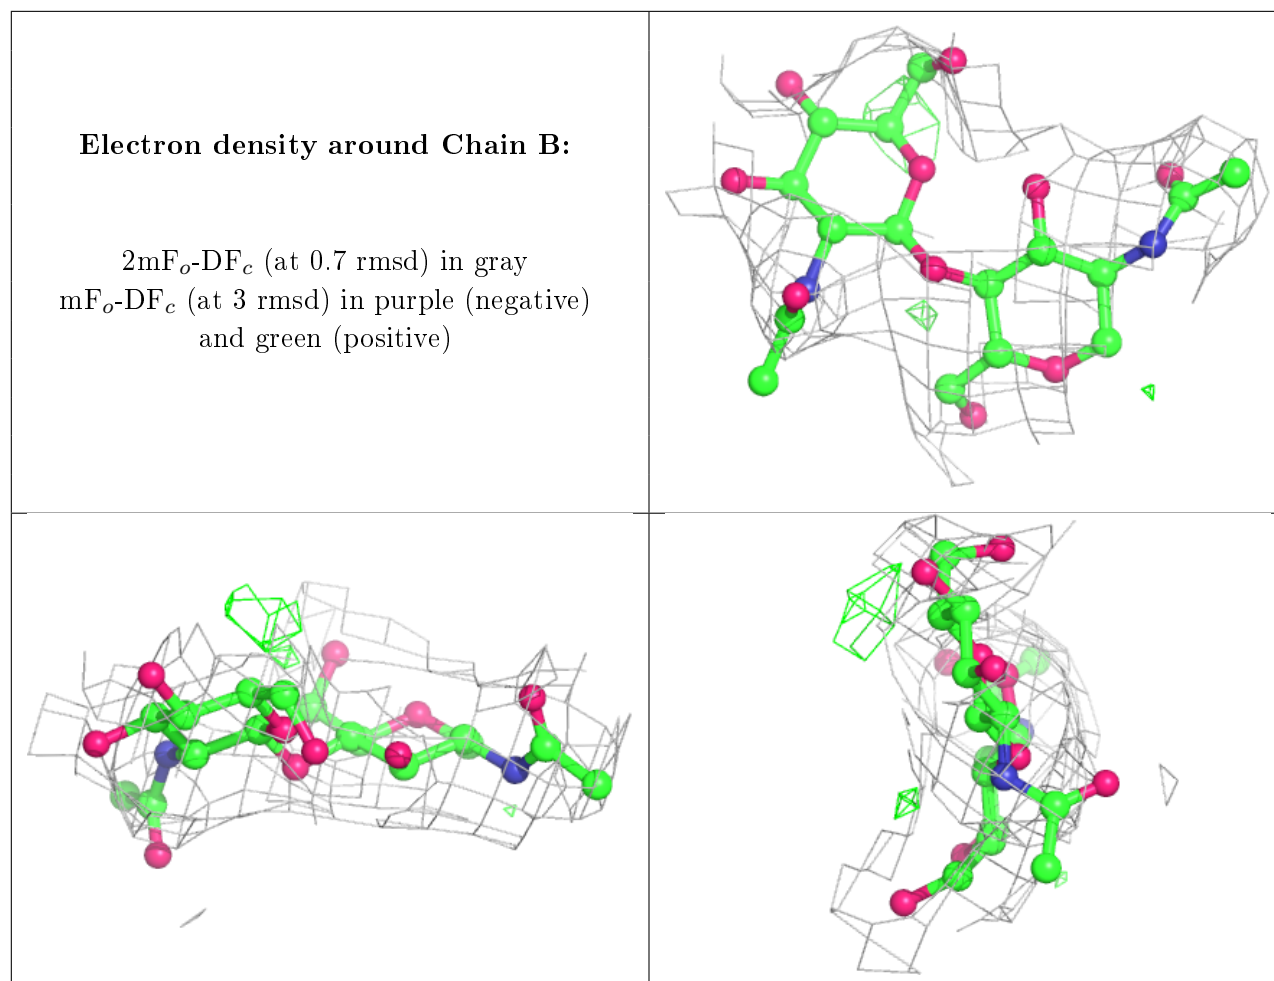 Electron density around Chain B:
2mFₒ-DF𝒸 (at 0.7 rmsd) in gray
mFₒ-DF𝒸 (at 3 rmsd) in purple (negative)
and green (positive)